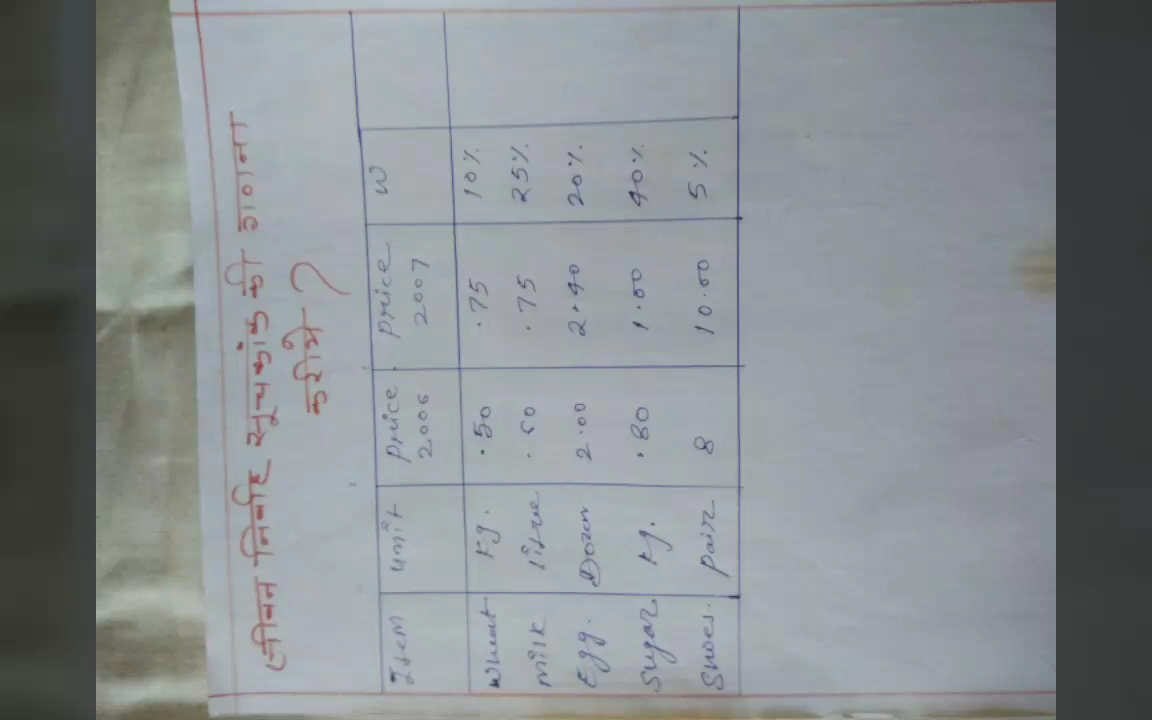 जीवन निर्वाह सूचकांक की गणना
करोगे ?
Item Unit Price 2006 Price 2007 W
Wheat Kg. .50 .75 10%
Milk litre .50 .75 25%
Egg. Dozen 2.00 2.40 20%
Sugar Kg. .80 1.00 40%
Shoes. Pair 8 10.00 5%